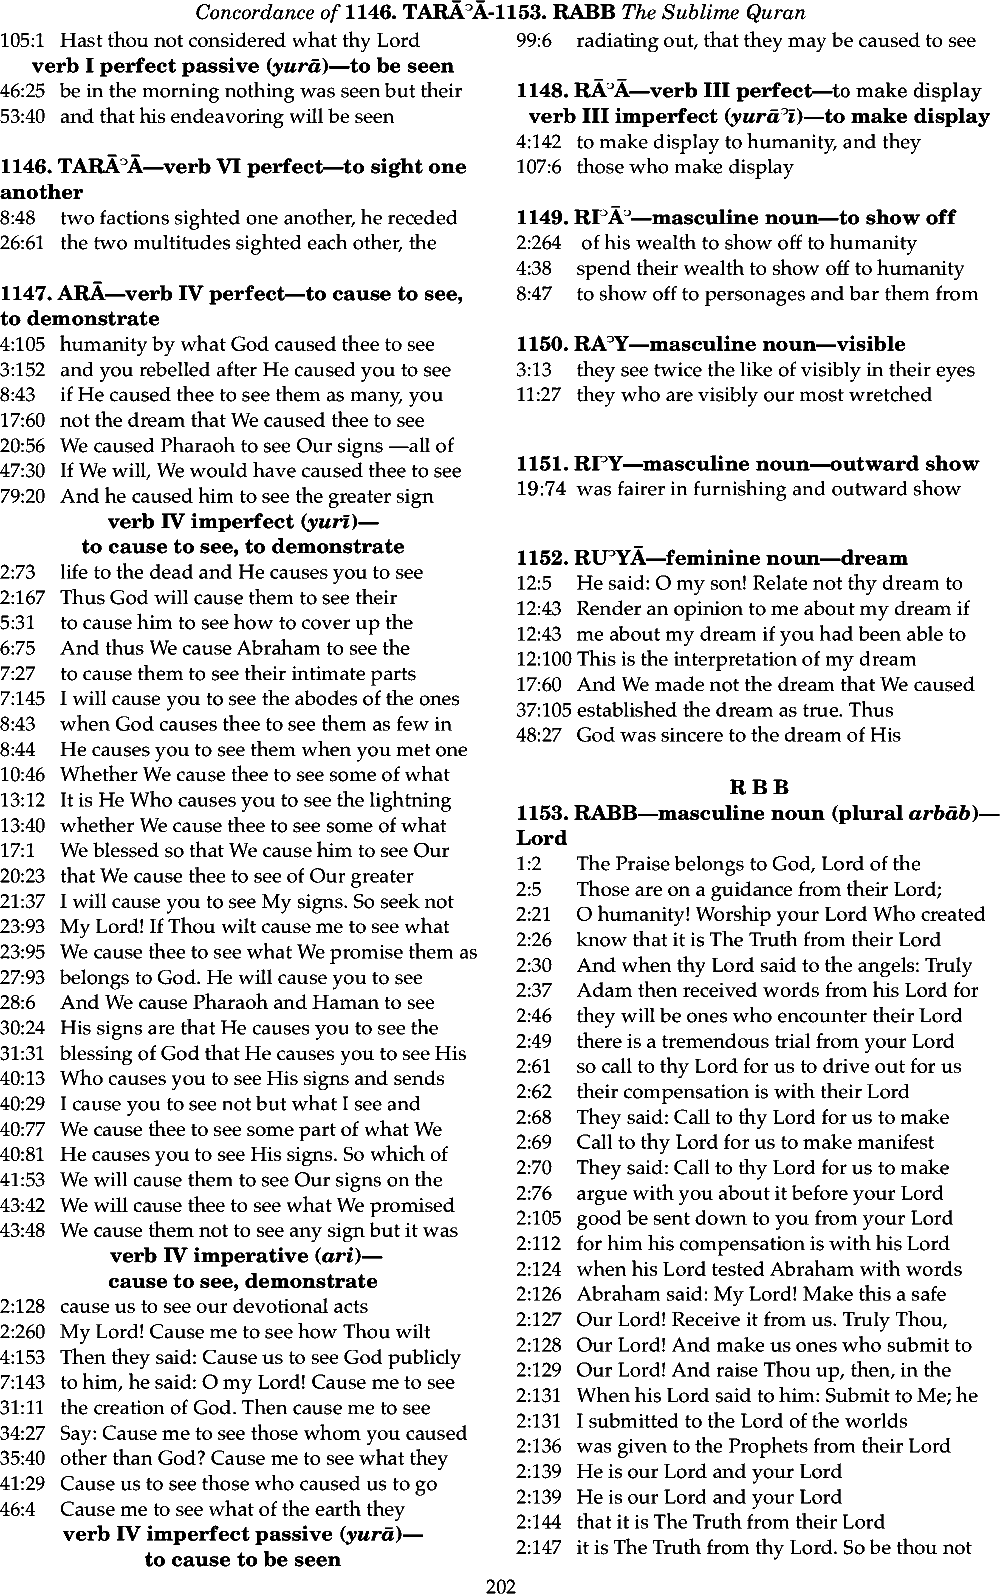 Concordance of 1146. TARĀᵓĀ-1153. RABB The Sublime Quran
105:1 Hast thou not considered what thy Lord
verb I perfect passive (yurā)—to be seen
46:25 be in the morning nothing was seen but their
53:40 and that his endeavoring will be seen
1146. TARĀᵓĀ—verb VI perfect—to sight one
another
8:48 two factions sighted one another, he receded
26:61 the two multitudes sighted each other, the
1147. ARĀ—verb IV perfect—to cause to see,
to demonstrate
4:105 humanity by what God caused thee to see
3:152 and you rebelled after He caused you to see
8:43 if He caused thee to see them as many, you
17:60 not the dream that We caused thee to see
20:56 We caused Pharaoh to see Our signs —all of
47:30 If We will, We would have caused thee to see
79:20 And he caused him to see the greater sign
verb IV imperfect (yurī)—
to cause to see, to demonstrate
2:73 life to the dead and He causes you to see
2:167 Thus God will cause them to see their
5:31 to cause him to see how to cover up the
6:75 And thus We cause Abraham to see the
7:27 to cause them to see their intimate parts
7:145 I will cause you to see the abodes of the ones
8:43 when God causes thee to see them as few in
8:44 He causes you to see them when you met one
10:46 Whether We cause thee to see some of what
13:12 It is He Who causes you to see the lightning
13:40 whether We cause thee to see some of what
17:1 We blessed so that We cause him to see Our
20:23 that We cause thee to see of Our greater
21:37 I will cause you to see My signs. So seek not
23:93 My Lord! If Thou wilt cause me to see what
23:95 We cause thee to see what We promise them as
27:93 belongs to God. He will cause you to see
28:6 And We cause Pharaoh and Haman to see
30:24 His signs are that He causes you to see the
31:31 blessing of God that He causes you to see His
40:13 Who causes you to see His signs and sends
40:29 I cause you to see not but what I see and
40:77 We cause thee to see some part of what We
40:81 He causes you to see His signs. So which of
41:53 We will cause them to see Our signs on the
43:42 We will cause thee to see what We promised
43:48 We cause them not to see any sign but it was
verb IV imperative (ari)—
cause to see, demonstrate
2:128 cause us to see our devotional acts
2:260 My Lord! Cause me to see how Thou wilt
4:153 Then they said: Cause us to see God publicly
7:143 to him, he said: O my Lord! Cause me to see
31:11 the creation of God. Then cause me to see
34:27 Say: Cause me to see those whom you caused
35:40 other than God? Cause me to see what they
41:29 Cause us to see those who caused us to go
46:4 Cause me to see what of the earth they
verb IV imperfect passive (yurā)—
to cause to be seen
99:6 radiating out, that they may be caused to see
1148. RĀᵓĀ—verb III perfect—to make display
verb III imperfect (yurāᵓī)—to make display
4:142 to make display to humanity, and they
107:6 those who make display
1149. RIᵓĀᵓ—masculine noun—to show off
2:264 of his wealth to show off to humanity
4:38 spend their wealth to show off to humanity
8:47 to show off to personages and bar them from
1150. RAᵓY—masculine noun—visible
3:13 they see twice the like of visibly in their eyes
11:27 they who are visibly our most wretched
1151. RIᵓY—masculine noun—outward show
19:74 was fairer in furnishing and outward show
1152. RUᵓYĀ—feminine noun—dream
12:5 He said: O my son! Relate not thy dream to
12:43 Render an opinion to me about my dream if
12:43 me about my dream if you had been able to
12:100 This is the interpretation of my dream
17:60 And We made not the dream that We caused
37:105 established the dream as true. Thus
48:27 God was sincere to the dream of His
R B B
1153. RABB—masculine noun (plural arbāb)—
Lord
1:2 The Praise belongs to God, Lord of the
2:5 Those are on a guidance from their Lord;
2:21 O humanity! Worship your Lord Who created
2:26 know that it is The Truth from their Lord
2:30 And when thy Lord said to the angels: Truly
2:37 Adam then received words from his Lord for
2:46 they will be ones who encounter their Lord
2:49 there is a tremendous trial from your Lord
2:61 so call to thy Lord for us to drive out for us
2:62 their compensation is with their Lord
2:68 They said: Call to thy Lord for us to make
2:69 Call to thy Lord for us to make manifest
2:70 They said: Call to thy Lord for us to make
2:76 argue with you about it before your Lord
2:105 good be sent down to you from your Lord
2:112 for him his compensation is with his Lord
2:124 when his Lord tested Abraham with words
2:126 Abraham said: My Lord! Make this a safe
2:127 Our Lord! Receive it from us. Truly Thou,
2:128 Our Lord! And make us ones who submit to
2:129 Our Lord! And raise Thou up, then, in the
2:131 When his Lord said to him: Submit to Me; he
2:131 I submitted to the Lord of the worlds
2:136 was given to the Prophets from their Lord
2:139 He is our Lord and your Lord
2:139 He is our Lord and your Lord
2:144 that it is The Truth from their Lord
2:147 it is The Truth from thy Lord. So be thou not
202